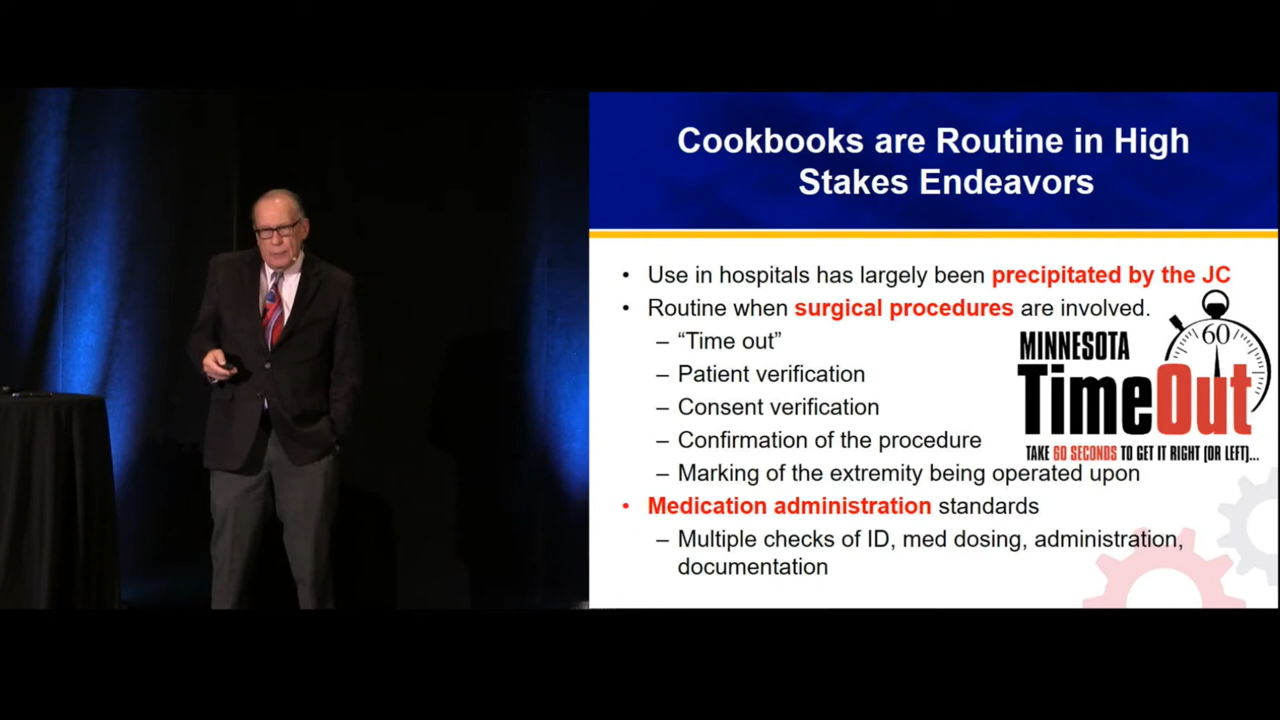 Cookbooks are Routine in High
Stakes Endeavors
• Use in hospitals has largely been precipitated by the JC
• Routine when surgical procedures are involved.
– “Time out”
– Patient verification
– Consent verification
– Confirmation of the procedure
– Marking of the extremity being operated upon
• Medication administration standards
– Multiple checks of ID, med dosing, administration,
documentation
60
MINNESOTA
TimeOut
TAKE 60 SECONDS TO GET IT RIGHT [OR LEFT]...